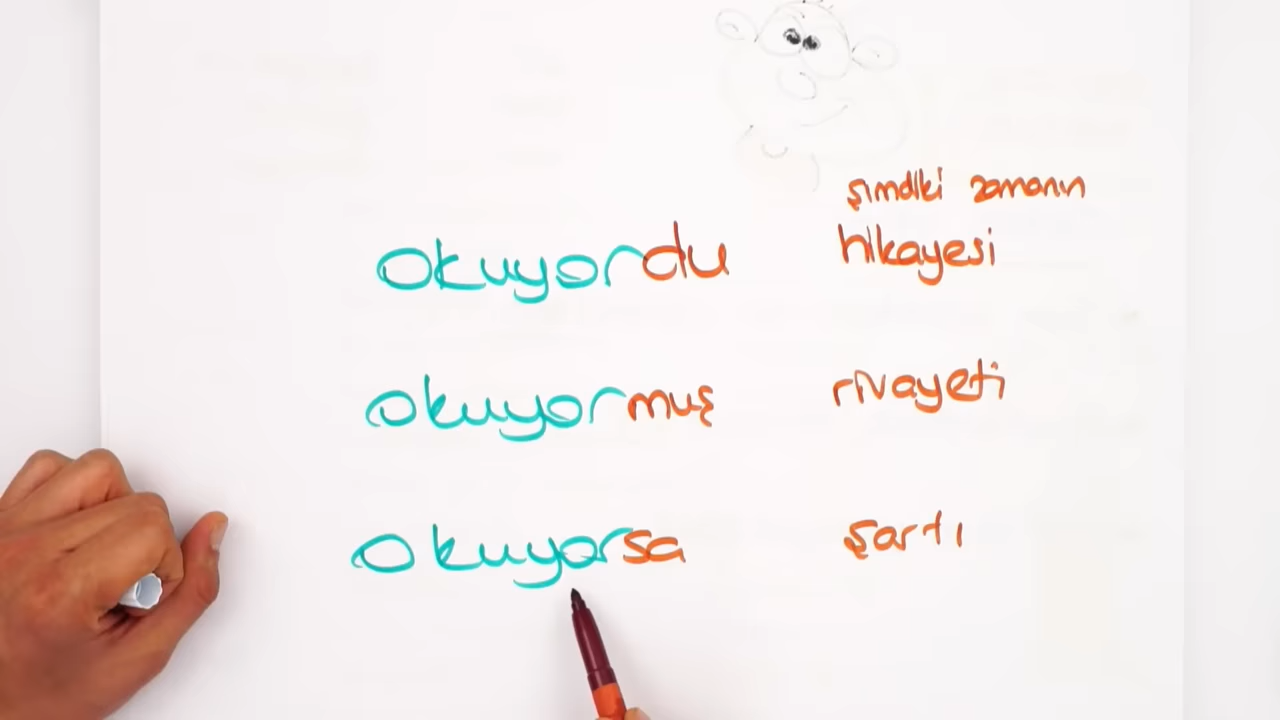 şimdiki zamanın
okuyordu hikayesi
okuyormuş rivayeti
okuyorsa şartı